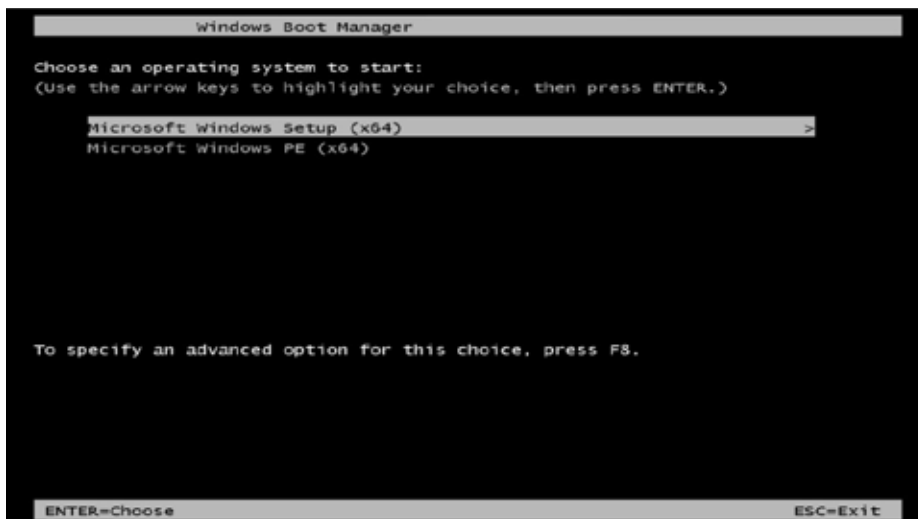 Windows Boot Manager
Choose an operating system to start:
(Use the arrow keys to highlight your choice, then press ENTER.)
Microsoft Windows Setup (x64) >
Microsoft Windows PE (x64)
To specify an advanced option for this choice, press F8.
ENTER=Choose ESC=Exit